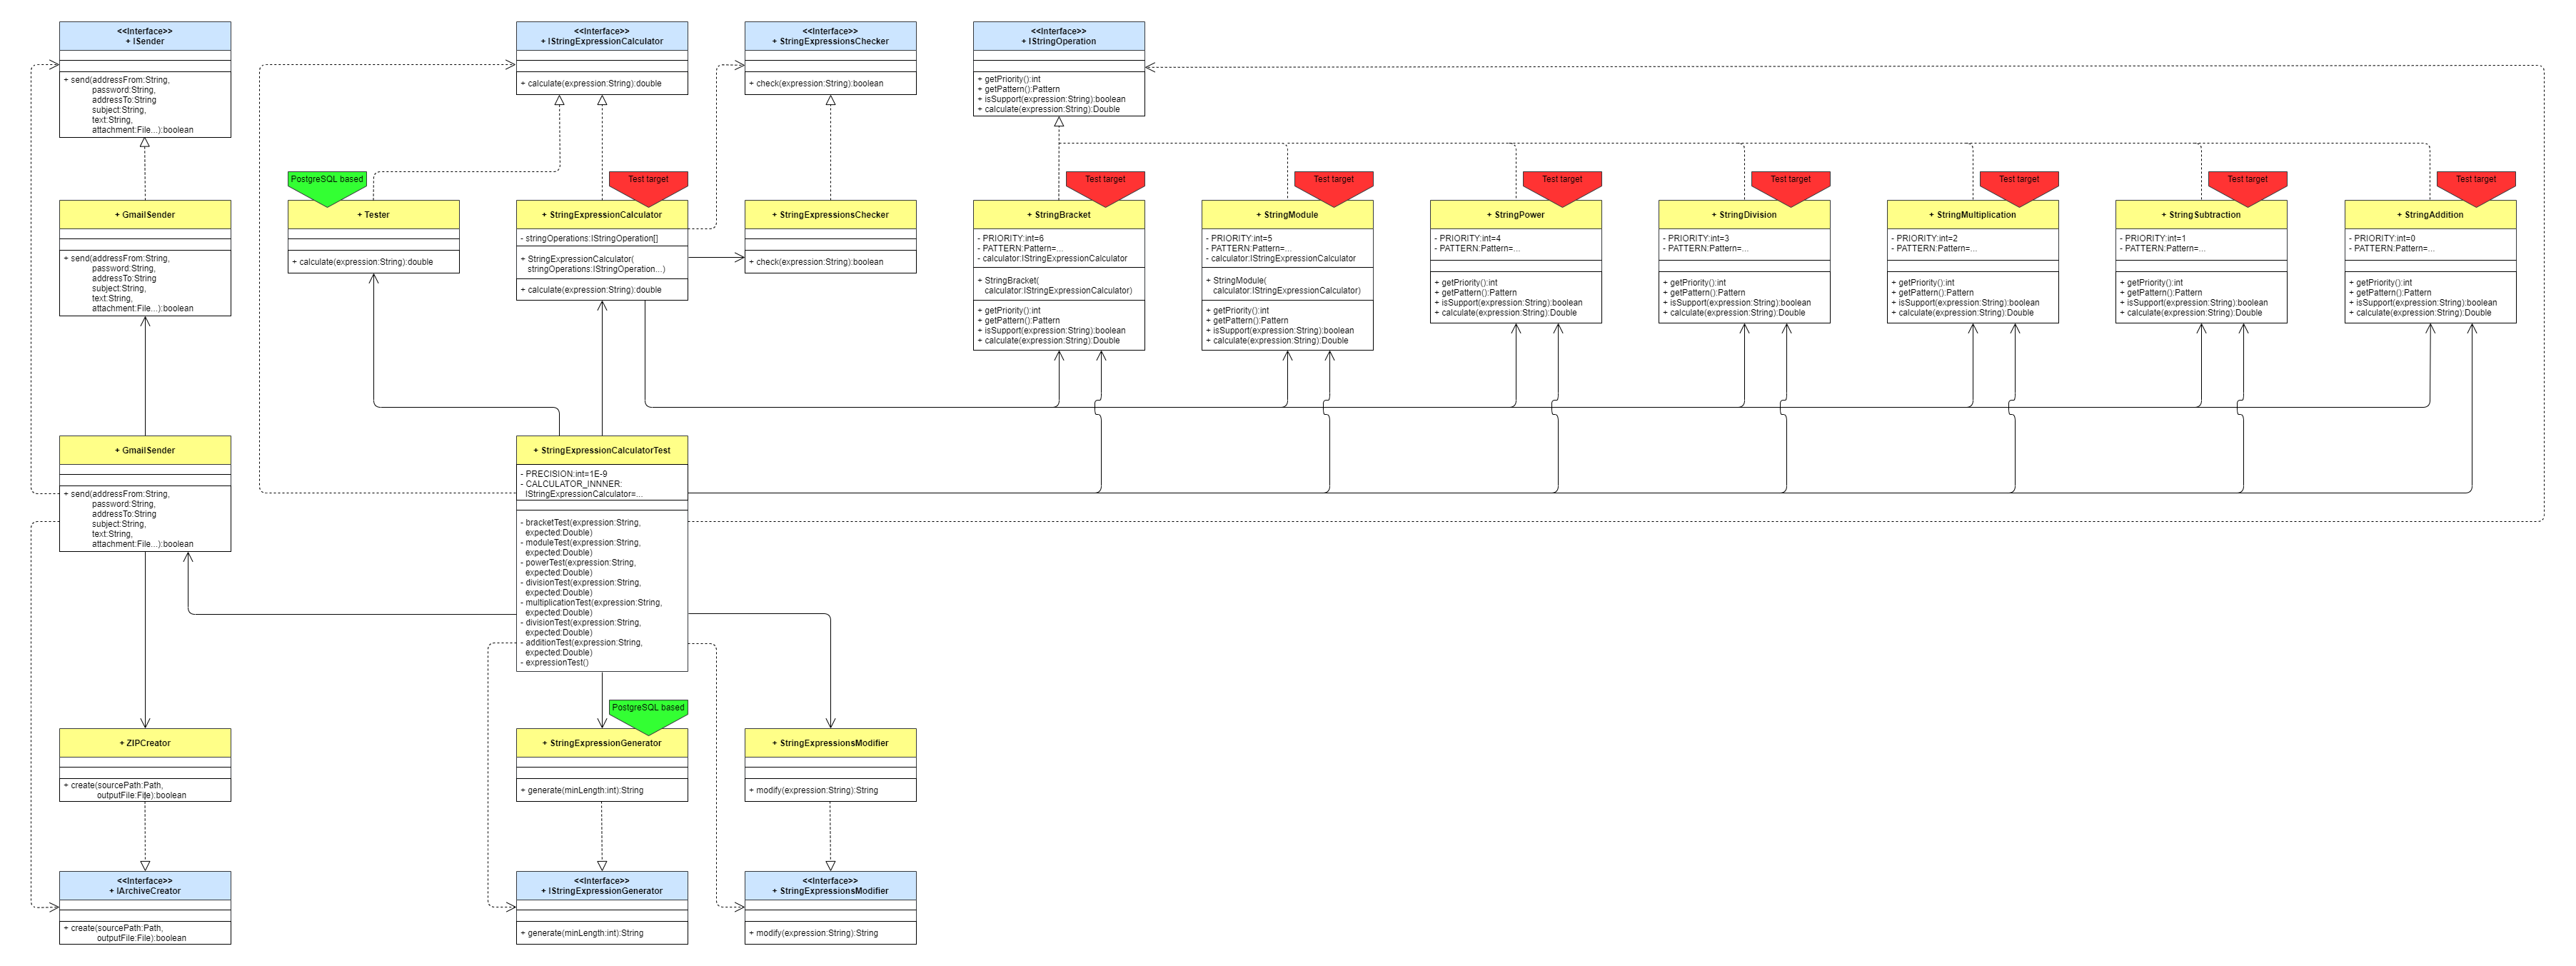 <<Interface>>
+ ISender
+ send(addressFrom:String,
password:String,
addressTo:String
subject:String,
text:String,
attachment:File...):boolean
<<Interface>>
+ IStringExpressionCalculator
+ calculate(expression:String):double
<<Interface>>
+ StringExpressionsChecker
+ check(expression:String):boolean
<<Interface>>
+ IStringOperation
+ getPriority():int
+ getPattern():Pattern
+ isSupport(expression:String):boolean
+ calculate(expression:String):Double
+ GmailSender
+ send(addressFrom:String,
password:String,
addressTo:String
subject:String,
text:String,
attachment:File...):boolean
PostgreSQL based
+ Tester
+ calculate(expression:String):double
Test target
+ StringExpressionCalculator
- stringOperations:IStringOperation[]
+ StringExpressionCalculator(
stringOperations:IStringOperation...)
+ calculate(expression:String):double
+ StringExpressionsChecker
+ check(expression:String):boolean
Test target
+ StringBracket
- PRIORITY:int=6
- PATTERN:Pattern=...
- calculator:IStringExpressionCalculator
+ StringBracket(
calculator:IStringExpressionCalculator)
+ getPriority():int
+ getPattern():Pattern
+ isSupport(expression:String):boolean
+ calculate(expression:String):Double
Test target
+ StringModule
- PRIORITY:int=5
- PATTERN:Pattern=...
- calculator:IStringExpressionCalculator
+ StringModule(
calculator:IStringExpressionCalculator)
+ getPriority():int
+ getPattern():Pattern
+ isSupport(expression:String):boolean
+ calculate(expression:String):Double
Test target
+ StringPower
- PRIORITY:int=4
- PATTERN:Pattern=...
+ getPriority():int
+ getPattern():Pattern
+ isSupport(expression:String):boolean
+ calculate(expression:String):Double
Test target
+ StringDivision
- PRIORITY:int=3
- PATTERN:Pattern=...
+ getPriority():int
+ getPattern():Pattern
+ isSupport(expression:String):boolean
+ calculate(expression:String):Double
Test target
+ StringMultiplication
- PRIORITY:int=2
- PATTERN:Pattern=...
+ getPriority():int
+ getPattern():Pattern
+ isSupport(expression:String):boolean
+ calculate(expression:String):Double
Test target
+ StringSubtraction
- PRIORITY:int=1
- PATTERN:Pattern=...
+ getPriority():int
+ getPattern():Pattern
+ isSupport(expression:String):boolean
+ calculate(expression:String):Double
Test target
+ StringAddition
- PRIORITY:int=0
- PATTERN:Pattern=...
+ getPriority():int
+ getPattern():Pattern
+ isSupport(expression:String):boolean
+ calculate(expression:String):Double
+ GmailSender
+ send(addressFrom:String,
password:String,
addressTo:String
subject:String,
text:String,
attachment:File...):boolean
+ StringExpressionCalculatorTest
- PRECISION:int=1E-9
- CALCULATOR_INNNER:
IStringExpressionCalculator=...
- bracketTest(expression:String,
expected:Double)
- moduleTest(expression:String,
expected:Double)
- powerTest(expression:String,
expected:Double)
- divisionTest(expression:String,
expected:Double)
- multiplicationTest(expression:String,
expected:Double)
- divisionTest(expression:String,
expected:Double)
- additionTest(expression:String,
expected:Double)
- expressionTest()
+ ZIPCreator
+ create(sourcePath:Path,
outputFile:File):boolean
PostgreSQL based
+ StringExpressionGenerator
+ generate(minLength:int):String
+ StringExpressionsModifier
+ modify(expression:String):String
<<Interface>>
+ IArchiveCreator
+ create(sourcePath:Path,
outputFile:File):boolean
<<Interface>>
+ IStringExpressionGenerator
+ generate(minLength:int):String
<<Interface>>
+ StringExpressionsModifier
+ modify(expression:String):String